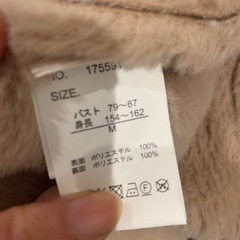 NO. 1755
SIZE.
バスト 79～87
身長 154～162
M
表面 ポリエステル 100%
裏面 ポリエステル 100%